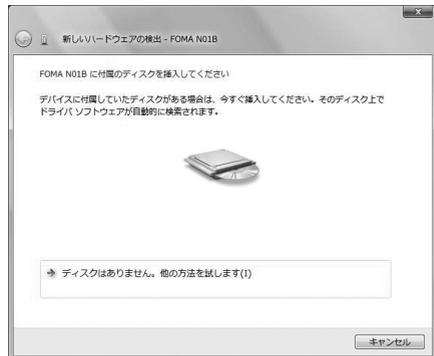 新しいハードウェアの検出 - FOMA N01B
FOMA N01B に付属のディスクを挿入してください
デバイスに付属していたディスクがある場合は、今すぐ挿入してください。そのディスク上で
ドライバ ソフトウェアが自動的に検索されます。
ディスクはありません。他の方法を試します(I)
キャンセル